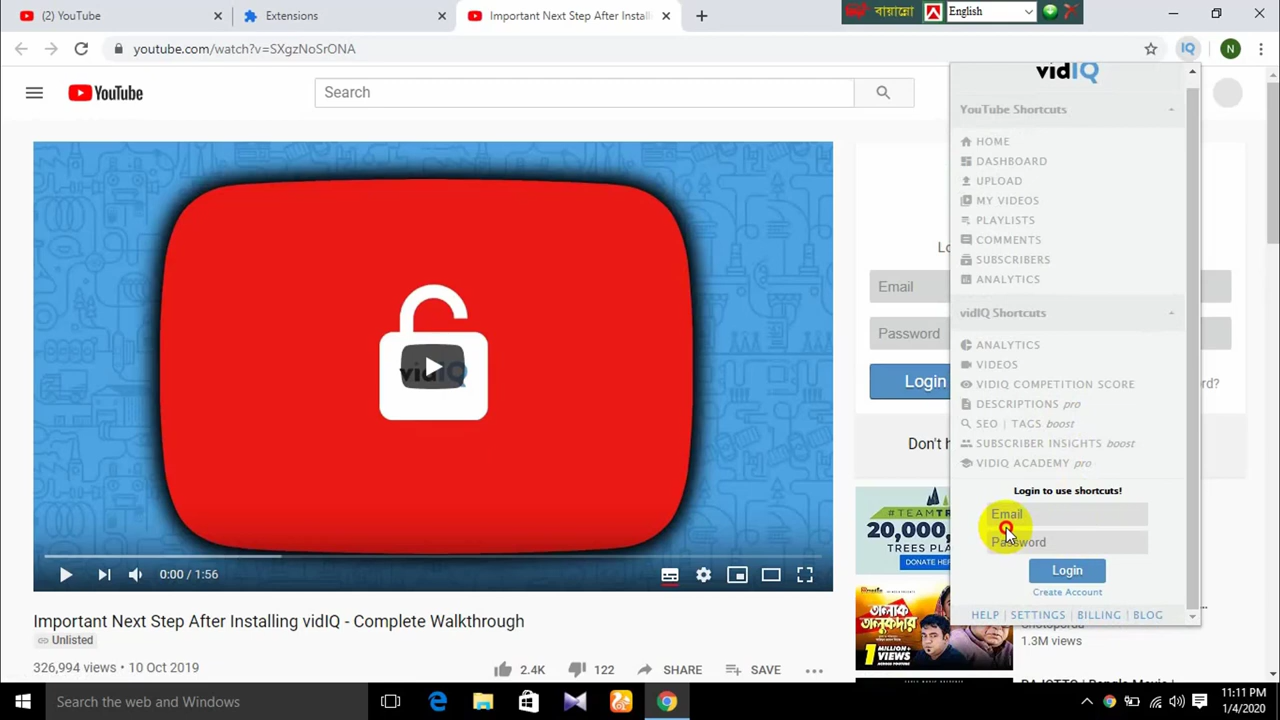 (2) YouTube
Extensions
Important Next Step After Install
বায়ান্নো
English
youtube.com/watch?v=SXgzNoSrONA
IQ
N
YouTube
Search
vidIQ
YouTube Shortcuts
HOME
DASHBOARD
UPLOAD
MY VIDEOS
PLAYLISTS
COMMENTS
SUBSCRIBERS
ANALYTICS
vidIQ Shortcuts
ANALYTICS
VIDEOS
VIDIQ COMPETITION SCORE
DESCRIPTIONS pro
SEO | TAGS boost
SUBSCRIBER INSIGHTS boost
VIDIQ ACADEMY pro
Login to use shortcuts!
Email
Password
Login
Create Account
HELP | SETTINGS | BILLING | BLOG
Email
Password
Login
Don't
#TEAMTR
20,000,
TREES PLA
DONATE HER
তালাক
তালুকদার
VIEWS
1.3M views
vidIQ
0:00 / 1:56
Important Next Step After Installing vidIQ. Welcome Walkthrough
Unlisted
326,994 views • 10 Oct
2.4K
122
SHARE
SAVE
Search the web and Windows
11:11 PM
1/4/2020